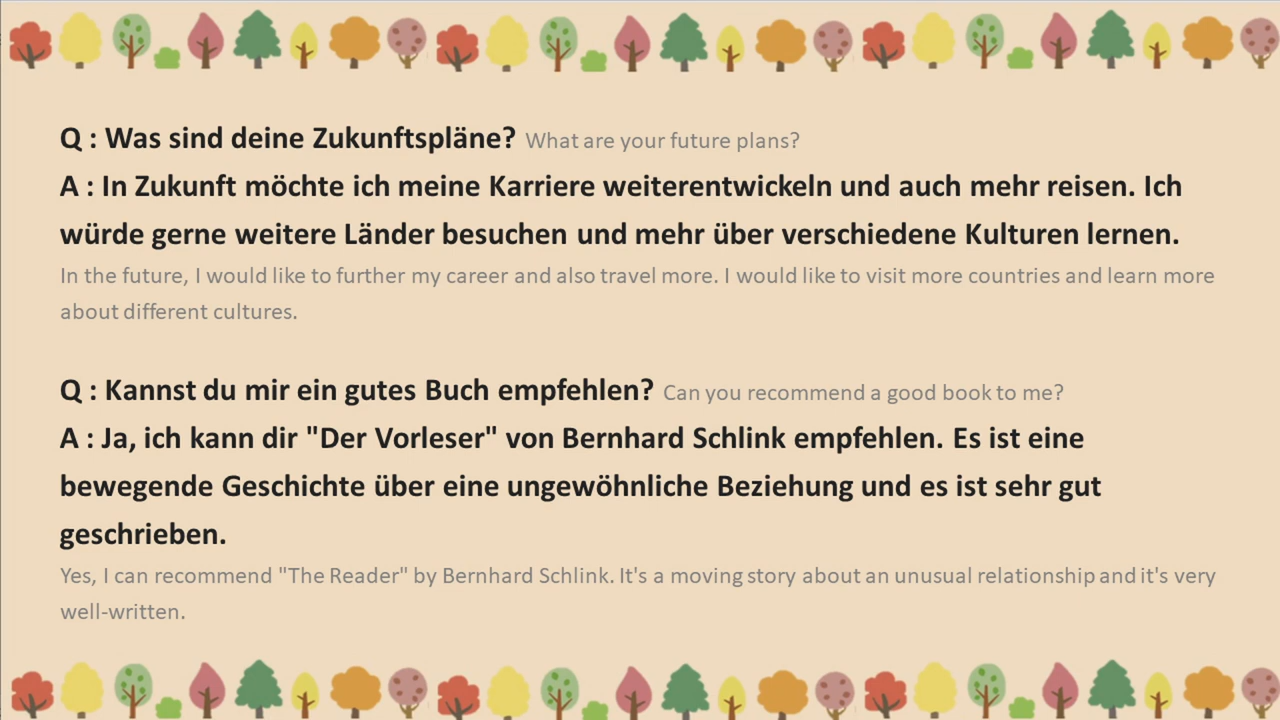 Q : Was sind deine Zukunftspläne? What are your future plans?
A : In Zukunft möchte ich meine Karriere weiterentwickeln und auch mehr reisen. Ich
würde gerne weitere Länder besuchen und mehr über verschiedene Kulturen lernen.
In the future, I would like to further my career and also travel more. I would like to visit more countries and learn more
about different cultures.
Q : Kannst du mir ein gutes Buch empfehlen? Can you recommend a good book to me?
A : Ja, ich kann dir "Der Vorleser" von Bernhard Schlink empfehlen. Es ist eine
bewegende Geschichte über eine ungewöhnliche Beziehung und es ist sehr gut
geschrieben.
Yes, I can recommend "The Reader" by Bernhard Schlink. It's a moving story about an unusual relationship and it's very
well-written.